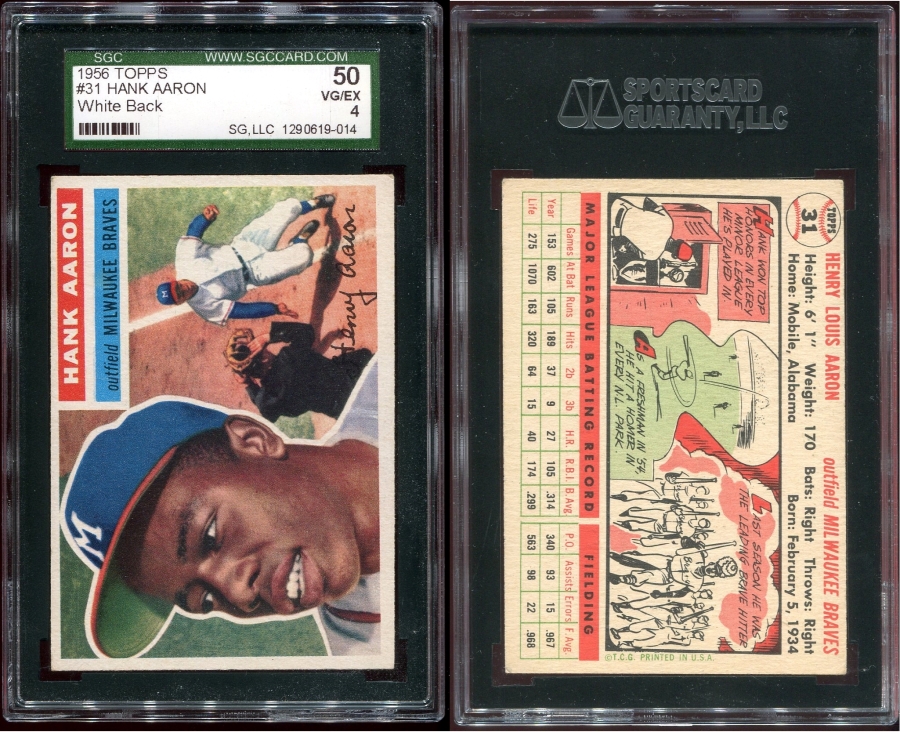 SGC WWW.SGCCARD.COM
1956 TOPPS
#31 HANK AARON
White Back
50
VG/EX
4
SG,LLC 1290619-014
HANK AARON
outfield MILWAUKEE BRAVES
Henry Aaron
M
M
SPORTSCARD
GUARANTY,LLC
TOPPS
31
HENRY LOUIS AARON outfield MILWAUKEE BRAVES
Height: 6' 1" Weight: 170 Bats: Right Throws: Right
Home: Mobile, Alabama Born: February 5, 1934
HANK WON TOP
HONORS IN EVERY
MINOR LEAGUE
HE'S PLAYED IN
AS A FRESHMAN IN '54,
HE HIT A HOMER IN
EVERY N.L. PARK.
LAST SEASON HE WAS
THE LEADING BRAVE HITTER
MAJOR LEAGUE BATTING RECORD FIELDING
Year Games At Bat Runs Hits 2b 3b H.R. R.B.I. B.Avg. P.O. Assists Errors F.Avg.
Year 153 602 105 189 37 9 27 105 .314 340 93 15 .967
Life 275 1070 163 320 64 15 40 174 .299 563 98 22 .968
©T.C.G. PRINTED IN U.S.A.